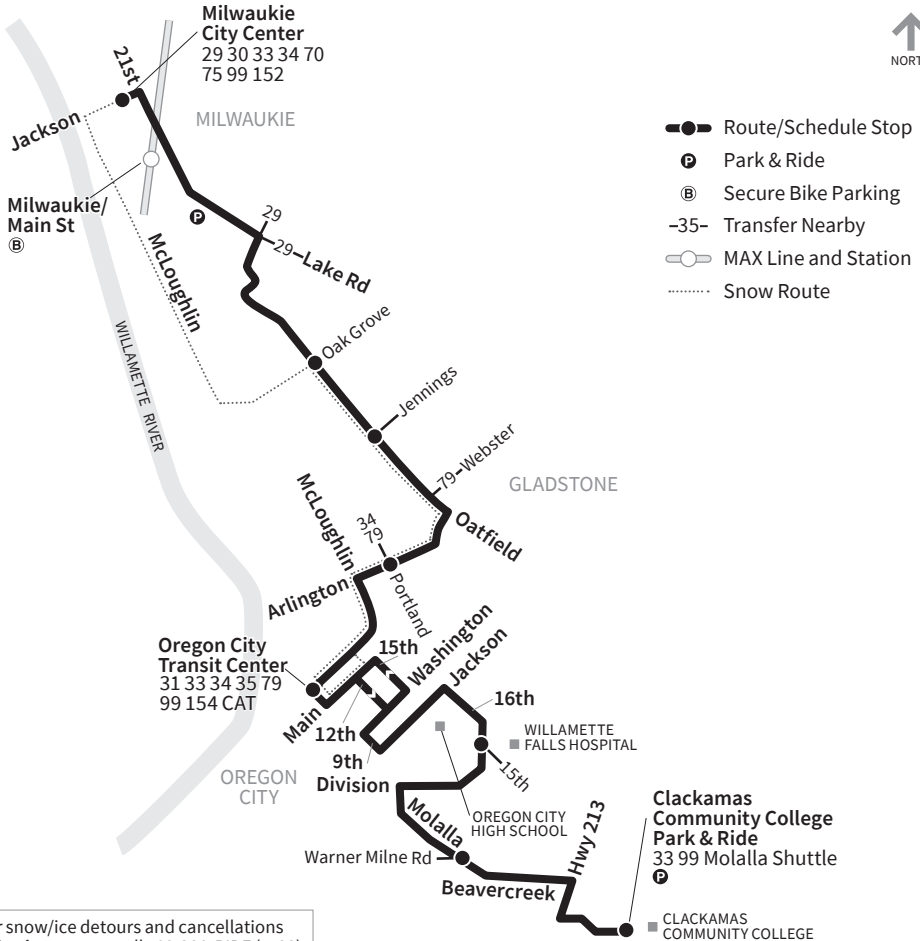 Milwaukie
City Center
29 30 33 34 70
75 99 152
21st
Jackson
MILWAUKIE
Milwaukie/
Main St
B
P
McLoughlin
29
29
Lake Rd
WILLAMETTE RIVER
Oak Grove
Jennings
79
Webster
GLADSTONE
McLoughlin
34
79
Oatfield
Arlington
Portland
Oregon City
Transit Center
31 33 34 35 79
99 154 CAT
15th
Washington
Jackson
Main
12th
9th
16th
WILLAMETTE
FALLS HOSPITAL
15th
OREGON
CITY
Division
OREGON CITY
HIGH SCHOOL
Molalla
Warner Milne Rd
Beavercreek
Hwy 213
Clackamas
Community College
Park & Ride
33 99 Molalla Shuttle
P
CLACKAMAS
COMMUNITY COLLEGE
Route/Schedule Stop
P Park & Ride
B Secure Bike Parking
–35– Transfer Nearby
MAX Line and Station
Snow Route
snow/ice detours and cancellations